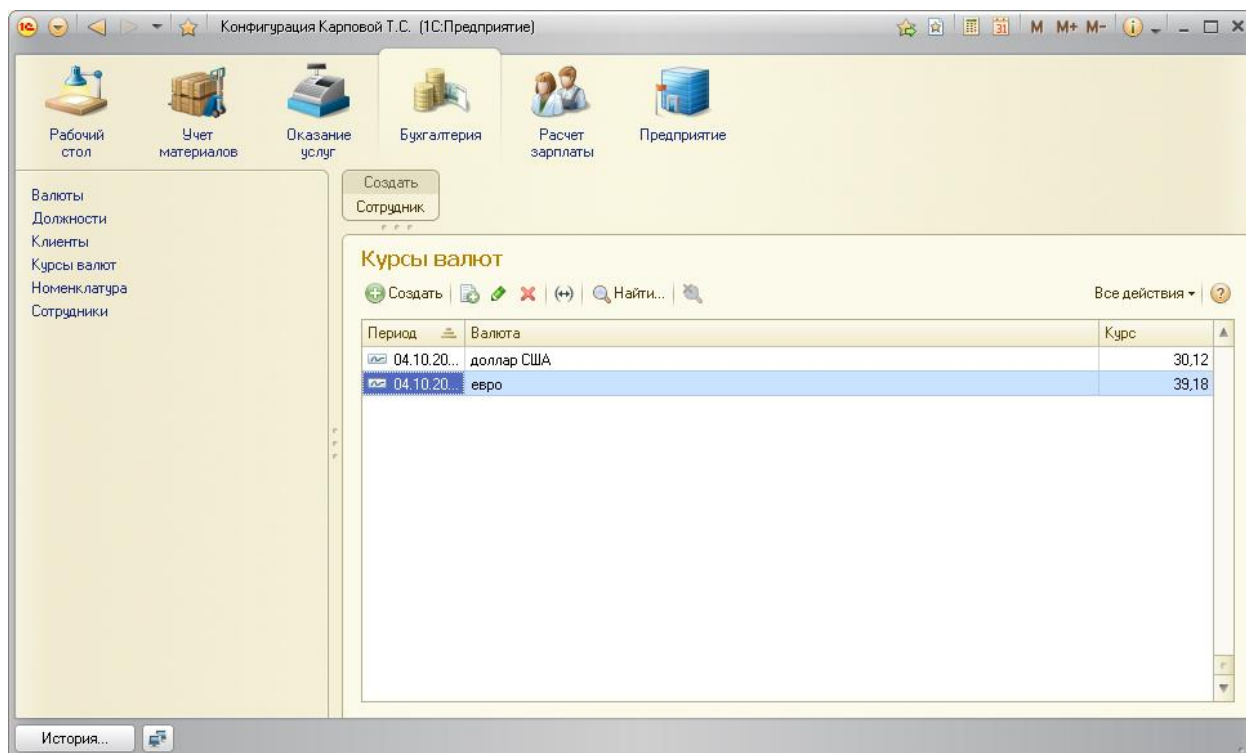 1С
Конфигурация Карповой Т.С. (1С:Предприятие)
31
M M+ M-
Рабочий
стол
Учет
материалов
Оказание
услуг
Бухгалтерия
Расчет
зарплаты
Предприятие
Валюты
Должности
Клиенты
Курсы валют
Номенклатура
Сотрудники
Создать
Сотрудник
Курсы валют
Создать Найти... Все действия
Период Валюта Курс
04.10.20... доллар США 30,12
04.10.20... евро 39,18
История...